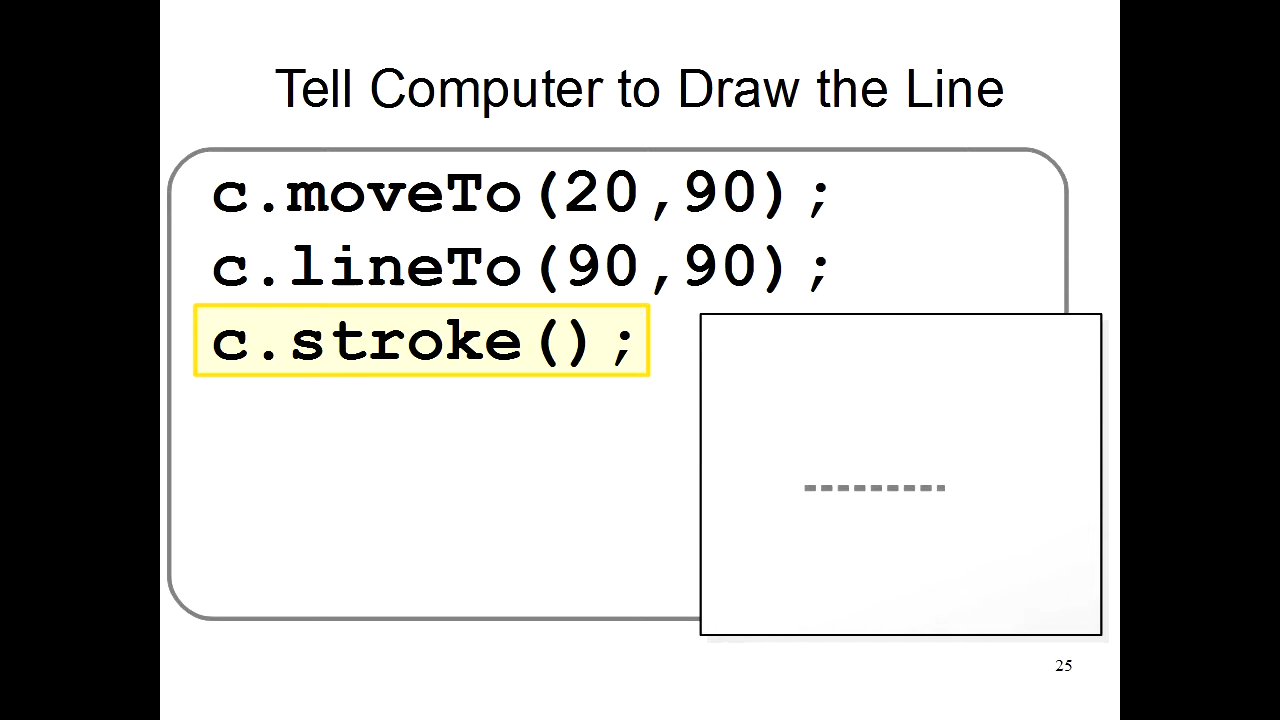 Tell Computer to Draw the Line
c.moveTo(20,90);
c.lineTo(90,90);
c.stroke();
25